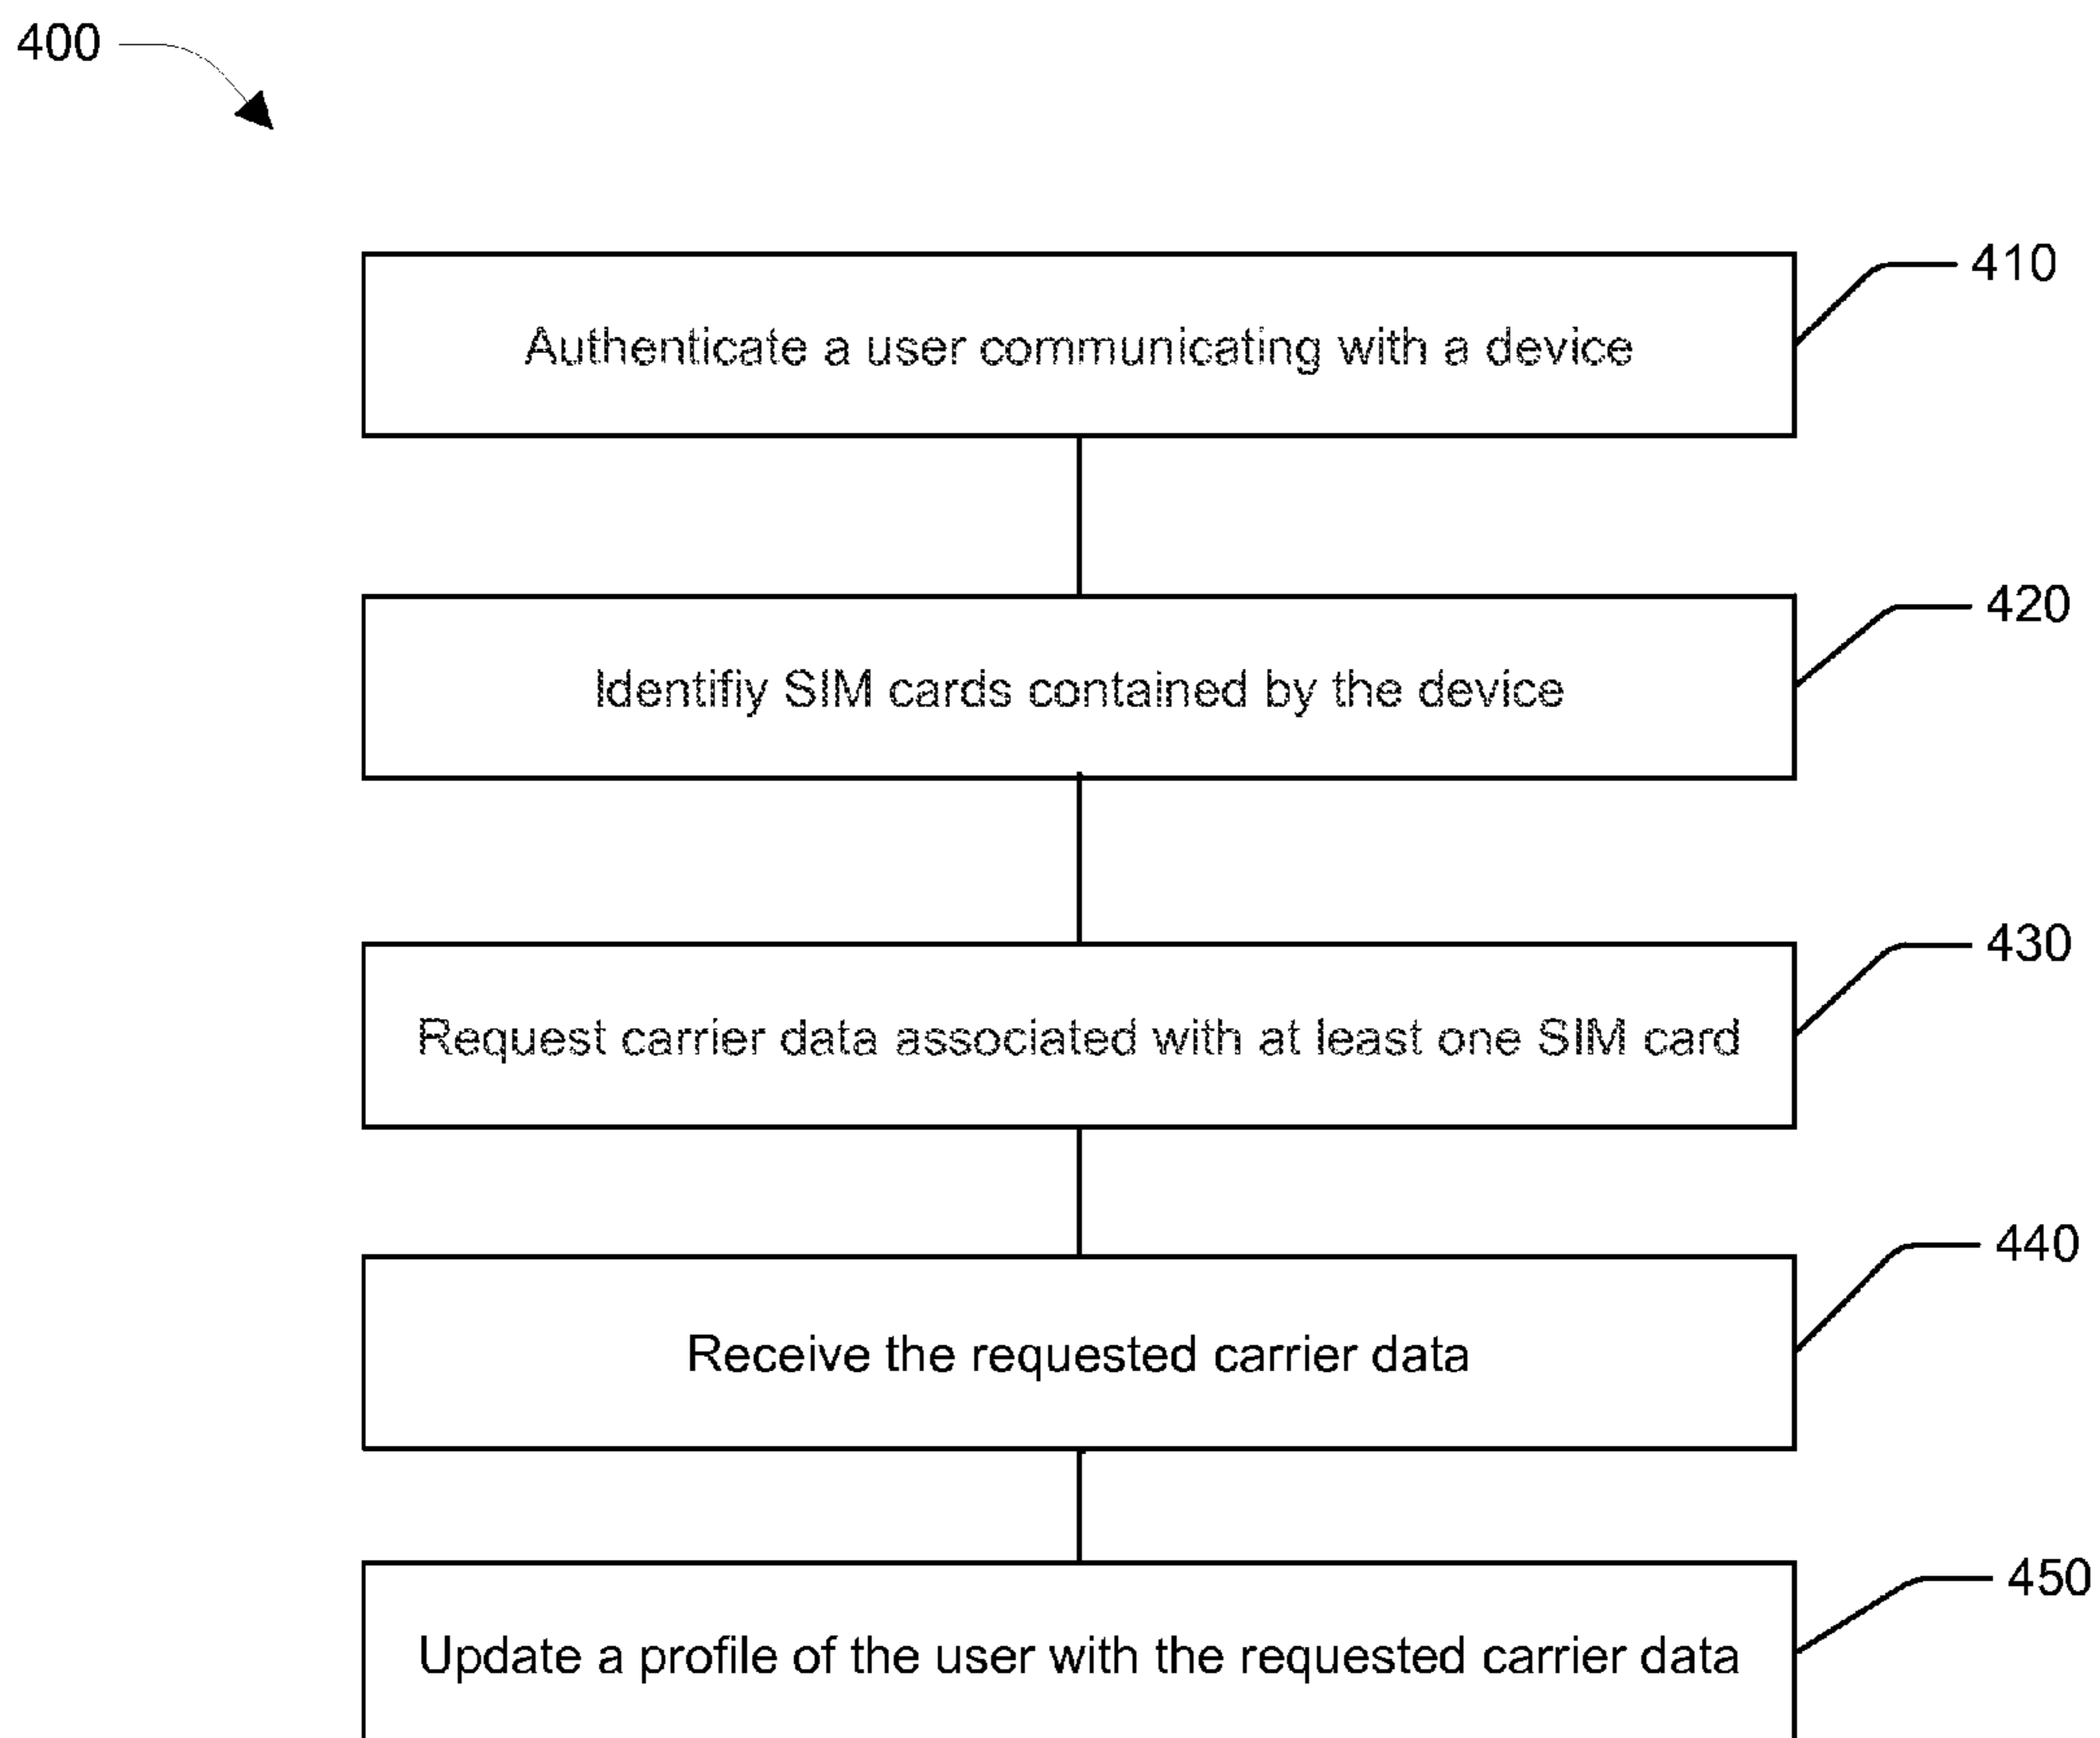 400
410
Authenticate a user communicating with a device
420
Identifiy SIM cards contained by the device
430
Request carrier data associated with at least one SIM card
440
Receive the requested carrier data
450
Update a profile of the user with the requested carrier data